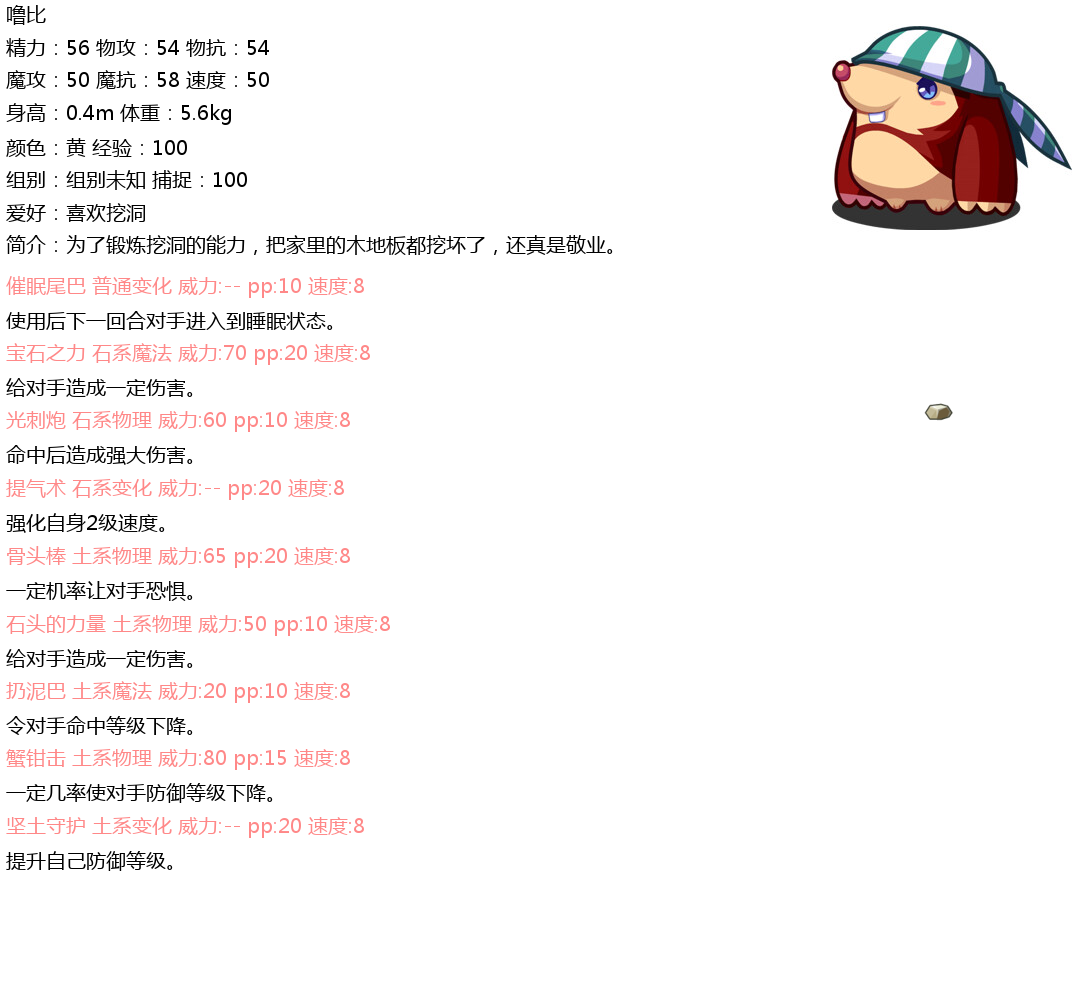 噜比
精力：56 物攻：54 物抗：54
魔攻：50 魔抗：58 速度：50
身高：0.4m 体重：5.6kg
颜色：黄 经验：100
组别：组别未知 捕捉：100
爱好：喜欢挖洞
简介：为了锻炼挖洞的能力，把家里的木地板都挖坏了，还真是敬业。
催眠尾巴 普通变化 威力:-- pp:10 速度:8
使用后下一回合对手进入到睡眠状态。
宝石之力 石系魔法 威力:70 pp:20 速度:8
给对手造成一定伤害。
光刺炮 石系物理 威力:60 pp:10 速度:8
命中后造成强大伤害。
提气术 石系变化 威力:-- pp:20 速度:8
强化自身2级速度。
骨头棒 土系物理 威力:65 pp:20 速度:8
一定机率让对手恐惧。
石头的力量 土系物理 威力:50 pp:10 速度:8
给对手造成一定伤害。
扔泥巴 土系魔法 威力:20 pp:10 速度:8
令对手命中等级下降。
蟹钳击 土系物理 威力:80 pp:15 速度:8
一定几率使对手防御等级下降。
坚土守护 土系变化 威力:-- pp:20 速度:8
提升自己防御等级。